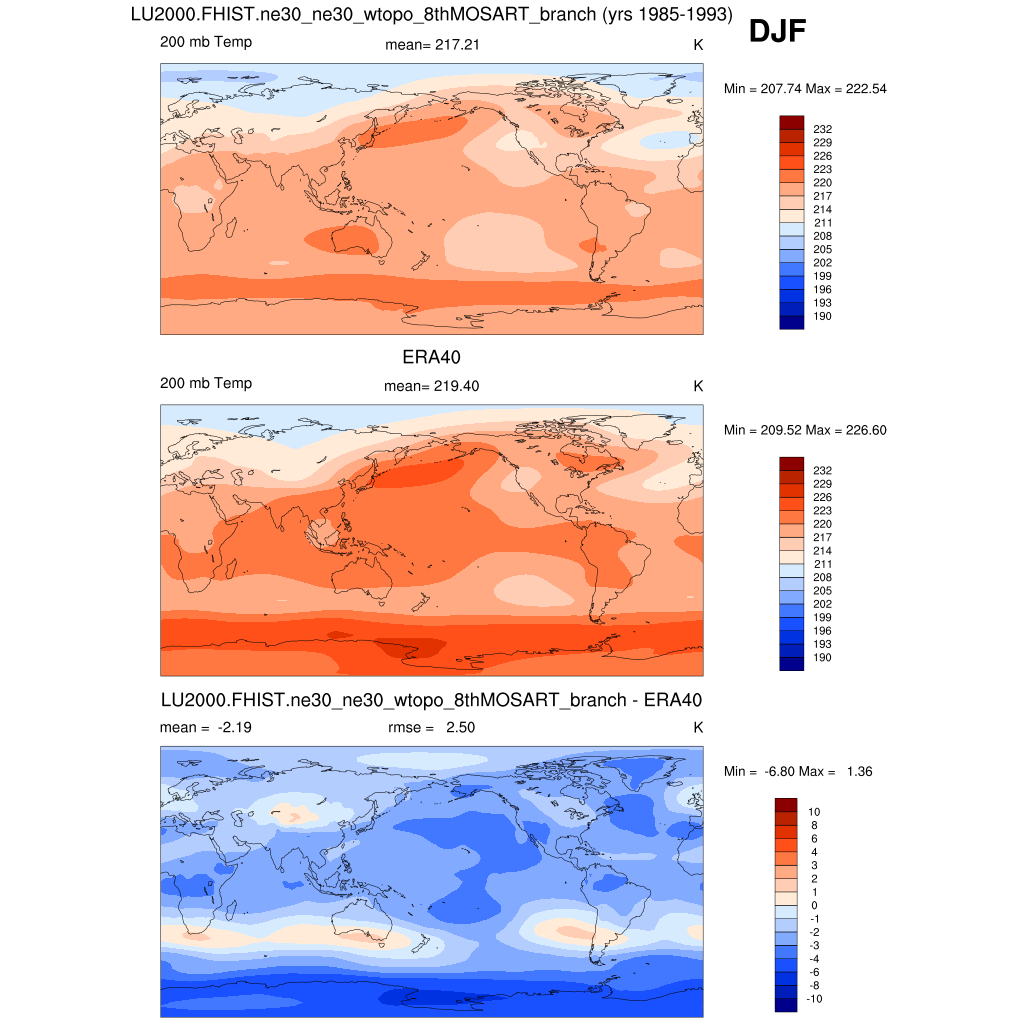 LU2000.FHIST.ne30_ne30_wtopo_8thMOSART_branch (yrs 1985-1993)
DJF
200 mb Temp
mean= 217.21
K
Min = 207.74 Max = 222.54
232
229
226
223
220
217
214
211
208
205
202
199
196
193
190
ERA40
200 mb Temp
mean= 219.40
K
Min = 209.52 Max = 226.60
232
229
226
223
220
217
214
211
208
205
202
199
196
193
190
LU2000.FHIST.ne30_ne30_wtopo_8thMOSART_branch - ERA40
mean = -2.19
rmse = 2.50
K
Min = -6.80 Max = 1.36
10
8
6
4
3
2
1
0
-1
-2
-3
-4
-6
-8
-10